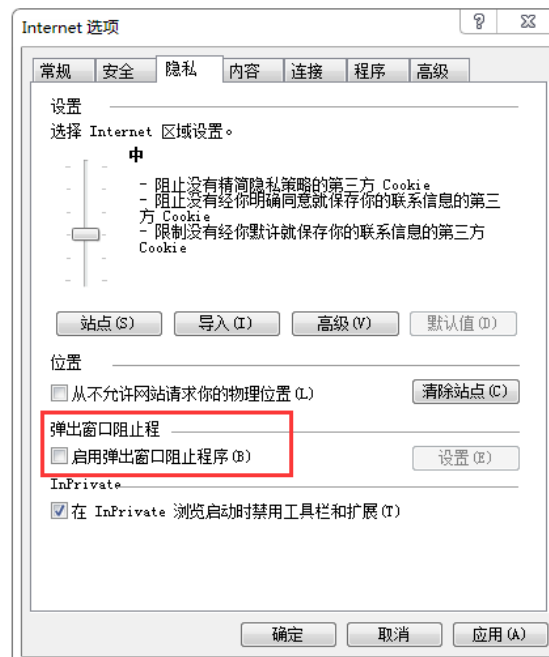 Internet 选项
常规 安全 隐私 内容 连接 程序 高级
设置
选择 Internet 区域设置。
中
- 阻止没有精简隐私策略的第三方 Cookie
- 阻止没有经你明确同意就保存你的联系信息的第三
方 Cookie
- 限制没有经你默许就保存你的联系信息的第三方
Cookie
站点(S) 导入(I) 高级(V) 默认值(D)
位置
从不允许网站请求你的物理位置(L) 清除站点(C)
弹出窗口阻止程
启用弹出窗口阻止程序(B) 设置(E)
InPrivate
在 InPrivate 浏览启动时禁用工具栏和扩展(T)
确定 取消 应用(A)